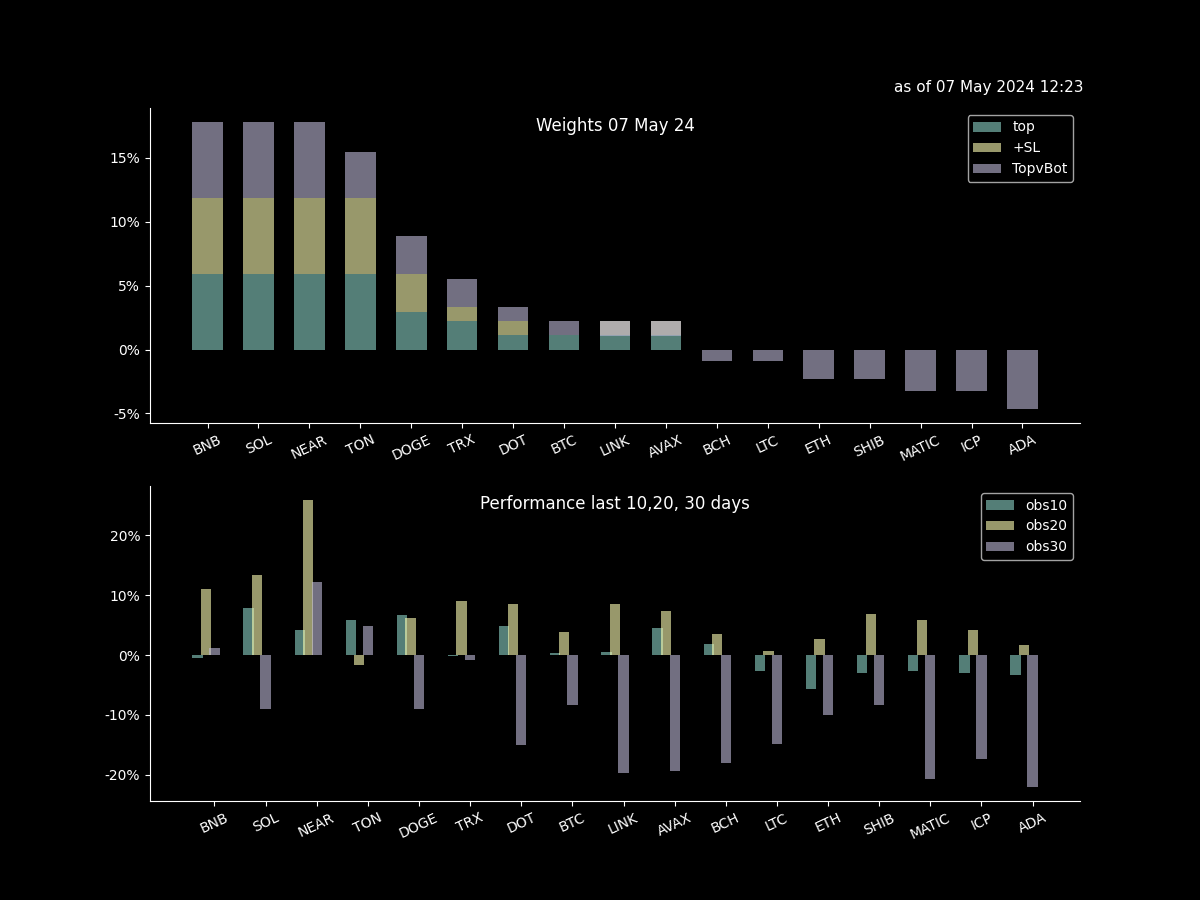 as of 07 May 2024 12:23
Weights 07 May 24
top
+SL
TopvBot
15%
10%
5%
0%
-5%
BNB SOL NEAR TON DOGE TRX DOT BTC LINK AVAX BCH LTC ETH SHIB MATIC ICP ADA
Performance last 10,20, 30 days
obs10
obs20
obs30
20%
10%
0%
-10%
-20%
BNB SOL NEAR TON DOGE TRX DOT BTC LINK AVAX BCH LTC ETH SHIB MATIC ICP ADA